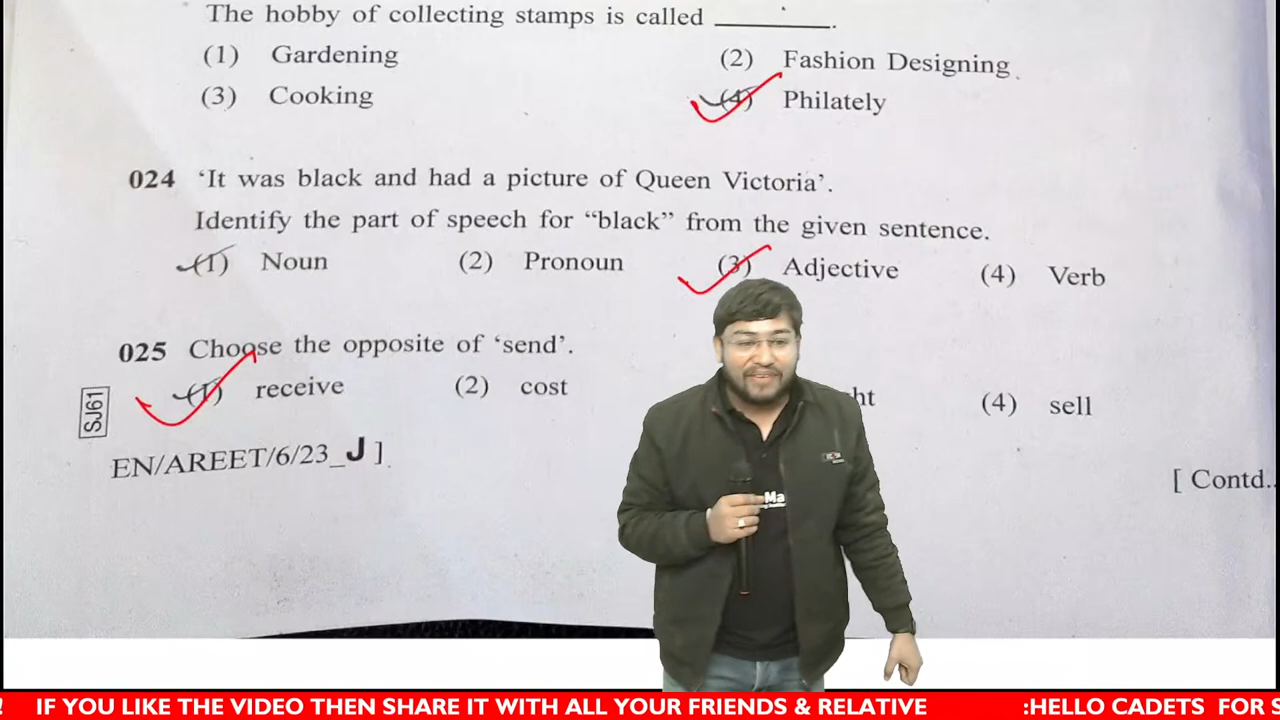 The hobby of collecting stamps is called ________.
(1) Gardening (2) Fashion Designing
(3) Cooking (4) Philately
024 ‘It was black and had a picture of Queen Victoria’.
Identify the part of speech for “black” from the given sentence.
(1) Noun (2) Pronoun (3) Adjective (4) Verb
025 Choose the opposite of ‘send’.
(1) receive (2) cost (4) sell
SJ61
EN/AREET/6/23_J ]
[ Contd..
Ma
IF YOU LIKE THE VIDEO THEN SHARE IT WITH ALL YOUR FRIENDS & RELATIVE :HELLO CADETS FOR S